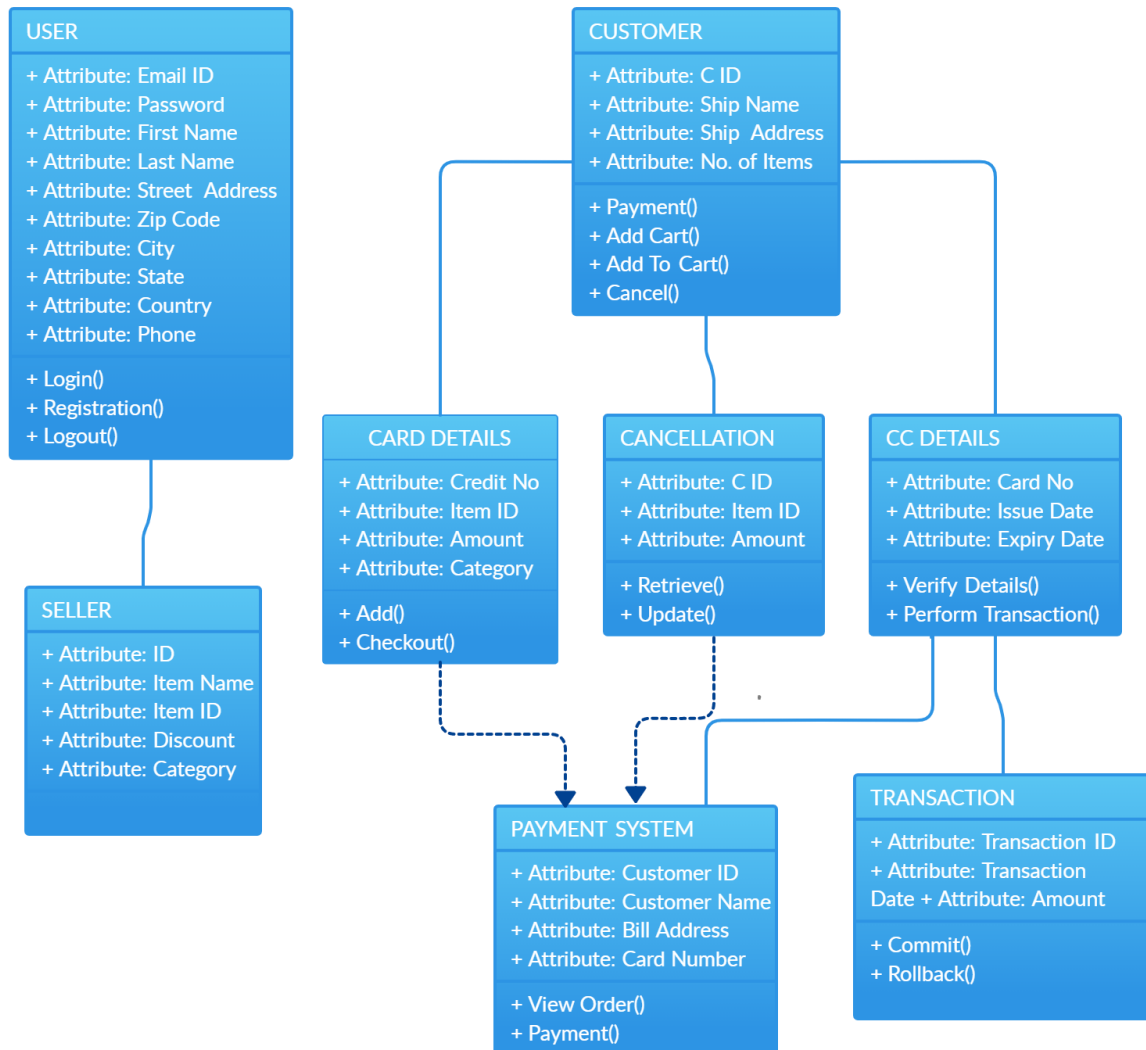 USER
+ Attribute: Email ID
+ Attribute: Password
+ Attribute: First Name
+ Attribute: Last Name
+ Attribute: Street Address
+ Attribute: Zip Code
+ Attribute: City
+ Attribute: State
+ Attribute: Country
+ Attribute: Phone
+ Login()
+ Registration()
+ Logout()
CUSTOMER
+ Attribute: C ID
+ Attribute: Ship Name
+ Attribute: Ship Address
+ Attribute: No. of Items
+ Payment()
+ Add Cart()
+ Add To Cart()
+ Cancel()
CARD DETAILS
+ Attribute: Credit No
+ Attribute: Item ID
+ Attribute: Amount
+ Attribute: Category
+ Add()
+ Checkout()
CANCELLATION
+ Attribute: C ID
+ Attribute: Item ID
+ Attribute: Amount
+ Retrieve()
+ Update()
CC DETAILS
+ Attribute: Card No
+ Attribute: Issue Date
+ Attribute: Expiry Date
+ Verify Details()
+ Perform Transaction()
SELLER
+ Attribute: ID
+ Attribute: Item Name
+ Attribute: Item ID
+ Attribute: Discount
+ Attribute: Category
PAYMENT SYSTEM
+ Attribute: Customer ID
+ Attribute: Customer Name
+ Attribute: Bill Address
+ Attribute: Card Number
+ View Order()
+ Payment()
TRANSACTION
+ Attribute: Transaction ID
+ Attribute: Transaction
Date + Attribute: Amount
+ Commit()
+ Rollback()